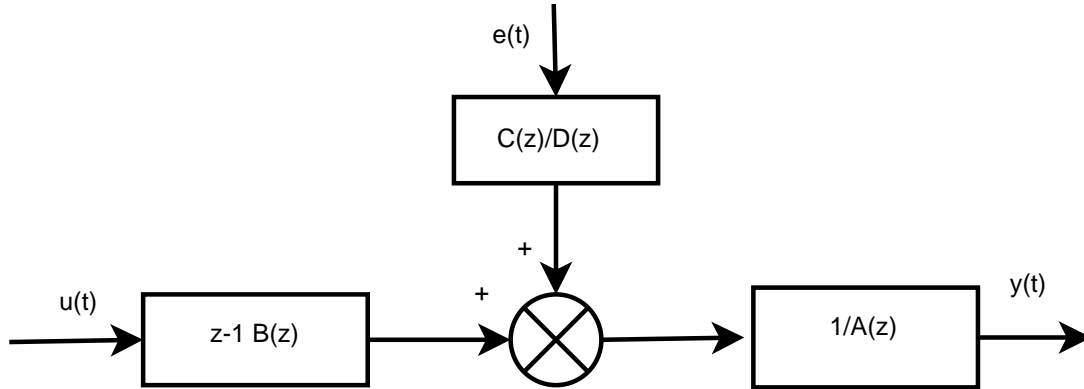 e(t)
C(z)/D(z)
+
+
u(t)
z-1 B(z)
1/A(z)
y(t)